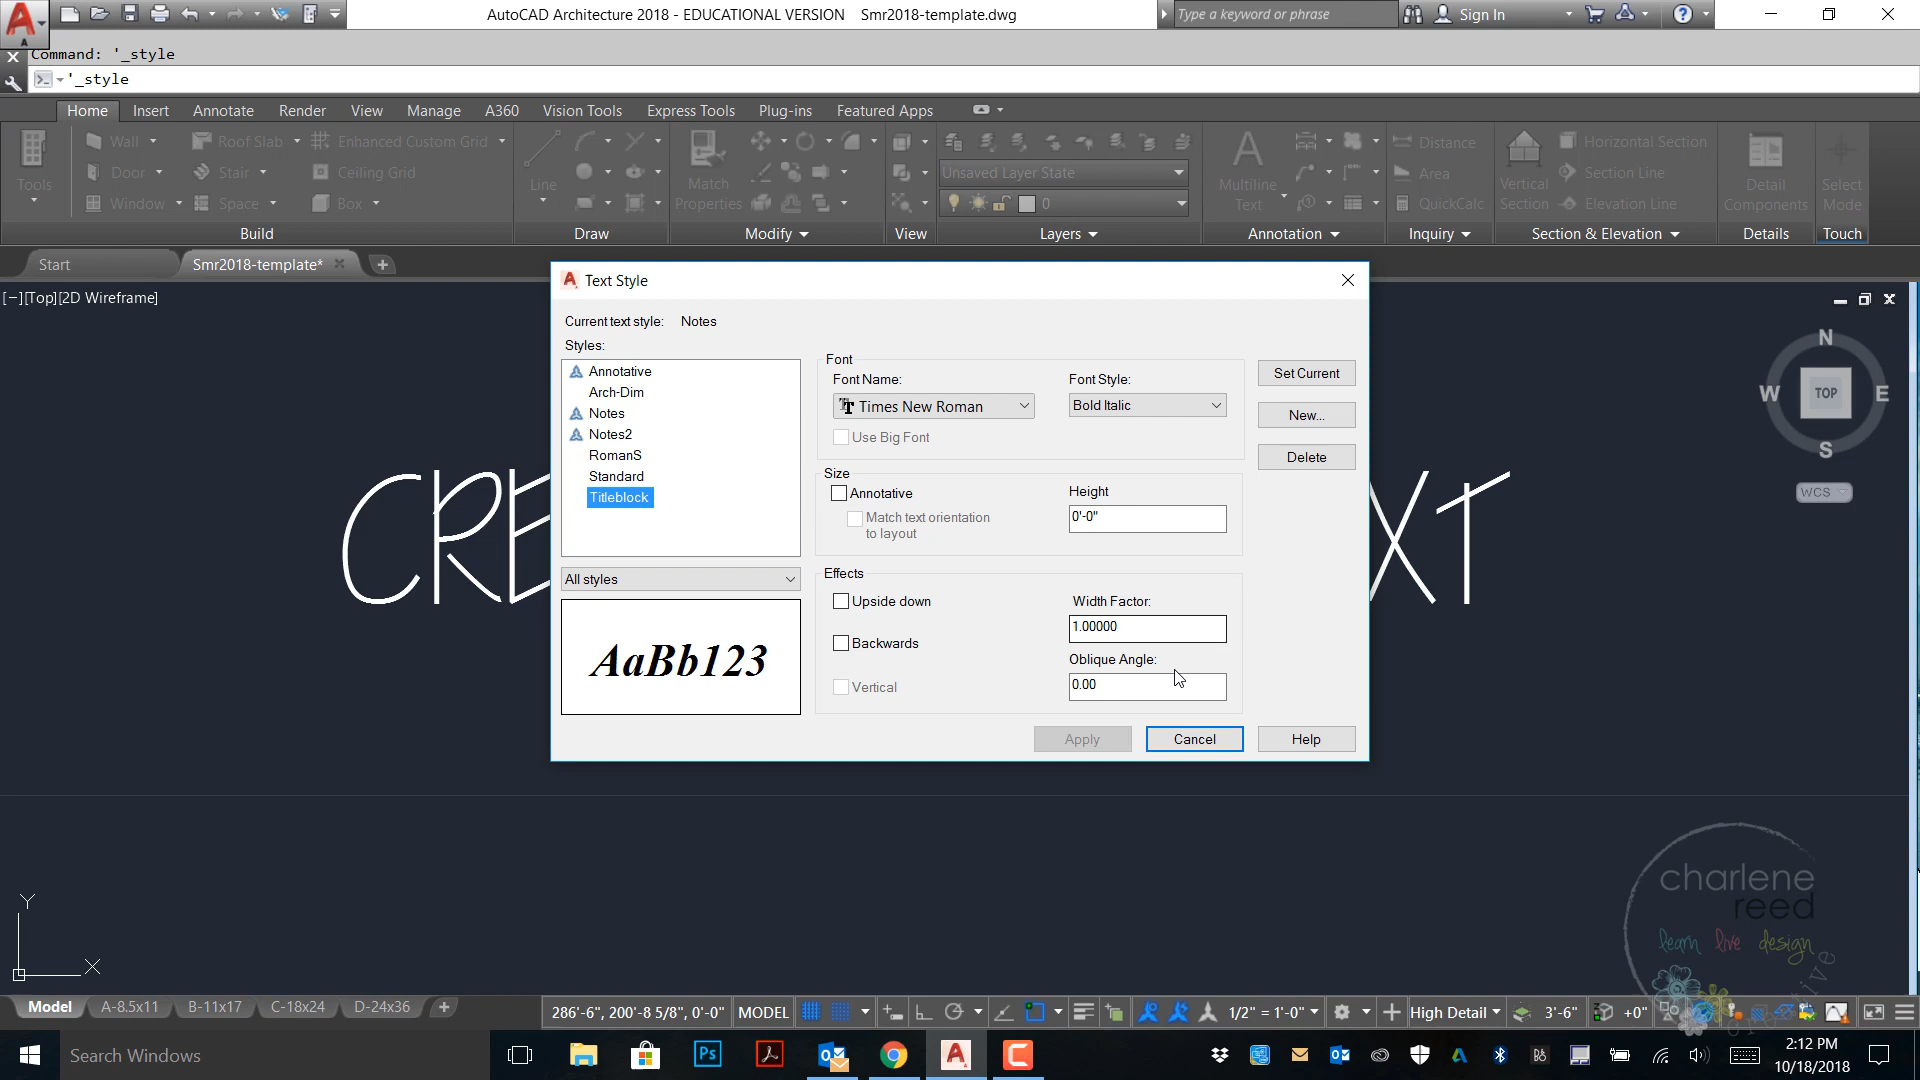 AutoCAD Architecture 2018 - EDUCATIONAL VERSION Smr2018-template.dwg
Type a keyword or phrase
Sign In
Command: '_style
'_style
Home Insert Annotate Render View Manage A360 Vision Tools Express Tools Plug-ins Featured Apps
Tools
Wall
Door
Window
Roof Slab
Stair
Space
Enhanced Custom Grid
Ceiling Grid
Box
Build
Line
Draw
Match
Properties
Modify
View
Unsaved Layer State
0
Layers
A
Multiline
Text
Annotation
Distance
Area
QuickCalc
Inquiry
Vertical
Section
Horizontal Section
Section Line
Elevation Line
Section & Elevation
Detail
Components
Details
Select
Mode
Touch
Start
Smr2018-template*
[−][Top][2D Wireframe]
Text Style
Current text style: Notes
Styles:
Annotative
Arch-Dim
Notes
Notes2
RomanS
Standard
Titleblock
All styles
AaBb123
Font
Font Name:
Times New Roman
Font Style:
Bold Italic
Use Big Font
Size
Annotative
Match text orientation
to layout
Height
0'-0"
Effects
Upside down
Backwards
Vertical
Width Factor:
1.00000
Oblique Angle:
0.00
Set Current
New...
Delete
Apply
Cancel
Help
CRE
XT
N
W
TOP
E
S
WCS
Y
X
charlene
reed
learn live design
Model A-8.5x11 B-11x17 C-18x24 D-24x36
286'-6", 200'-8 5/8", 0'-0" MODEL
1/2" = 1'-0"
High Detail
3'-6"
+0"
Search Windows
Ps
2:12 PM
10/18/2018